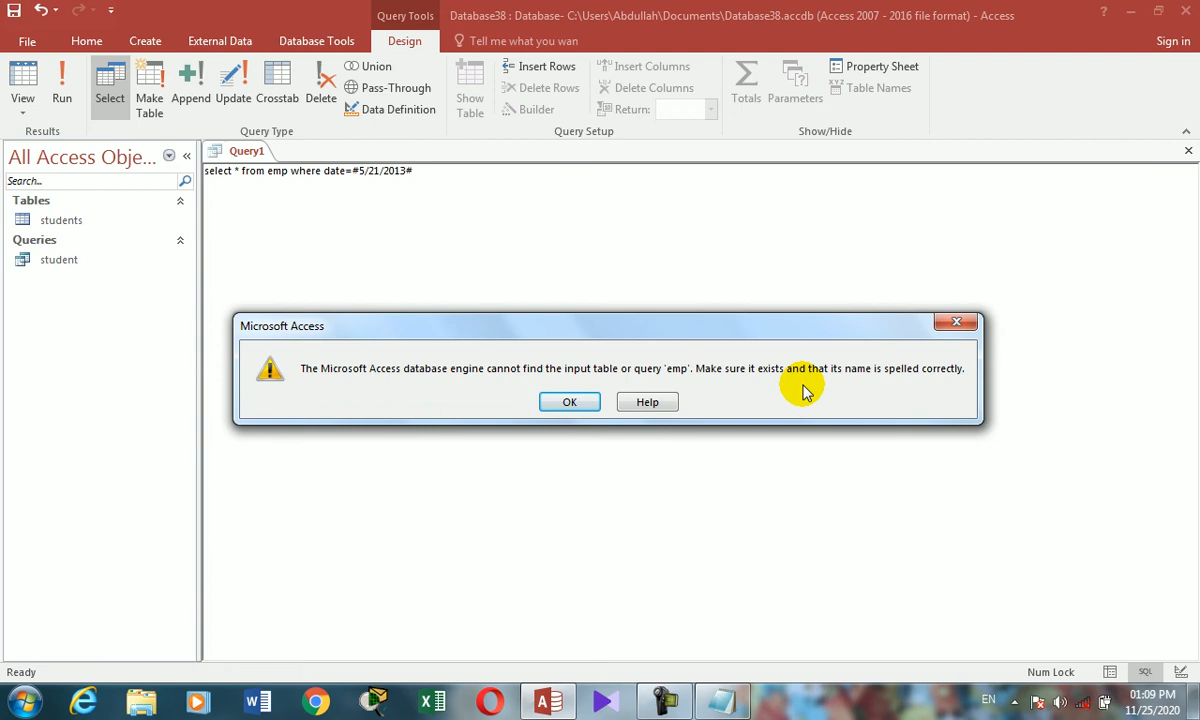 Query Tools
Database38 : Database- C:\Users\Abdullah\Documents\Database38.accdb (Access 2007 - 2016 file format) - Access
?
File
Home
Create
External Data
Database Tools
Design
Tell me what you want
Sign in
View
Run
Results
Select
Make
Table
Append
Update
Crosstab
Delete
Union
Pass-Through
Data Definition
Query Type
Show
Table
Insert Rows
Delete Rows
Builder
Insert Columns
Delete Columns
Return:
Query Setup
Totals
Parameters
Property Sheet
Table Names
Show/Hide
All Access Obje...
Search...
Tables
students
Queries
student
Query1
select * from emp where date=#5/21/2013#
Microsoft Access
The Microsoft Access database engine cannot find the input table or query 'emp'. Make sure it exists and that its name is spelled correctly.
OK
Help
Ready
Num Lock
SQL
EN
01:09 PM
11/25/2020